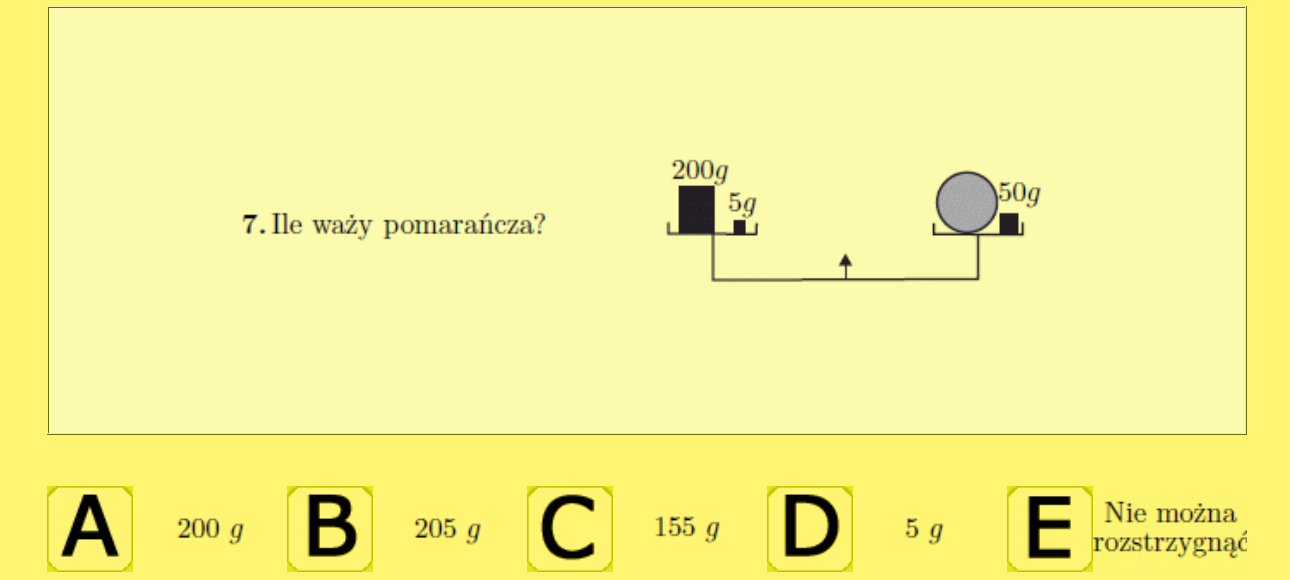 200g
5g
50g
7. Ile waży pomarańcza?
A 200 g B 205 g C 155 g D 5 g E Nie można
rozstrzygnąć